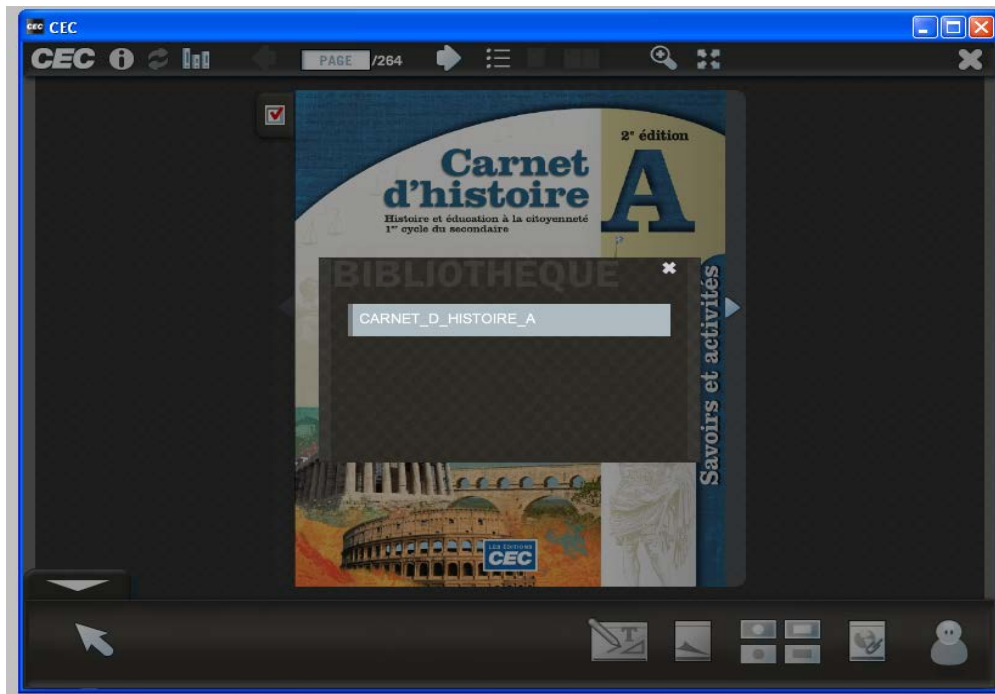 CEC CEC
CEC
PAGE /264
2e édition
Carnet
d'histoire
A
Histoire et éducation à la citoyenneté
1er cycle du secondaire
BIBLIOTHÈQUE
CARNET_D_HISTOIRE_A
Savoirs et activités
LES ÉDITIONS
CEC
T